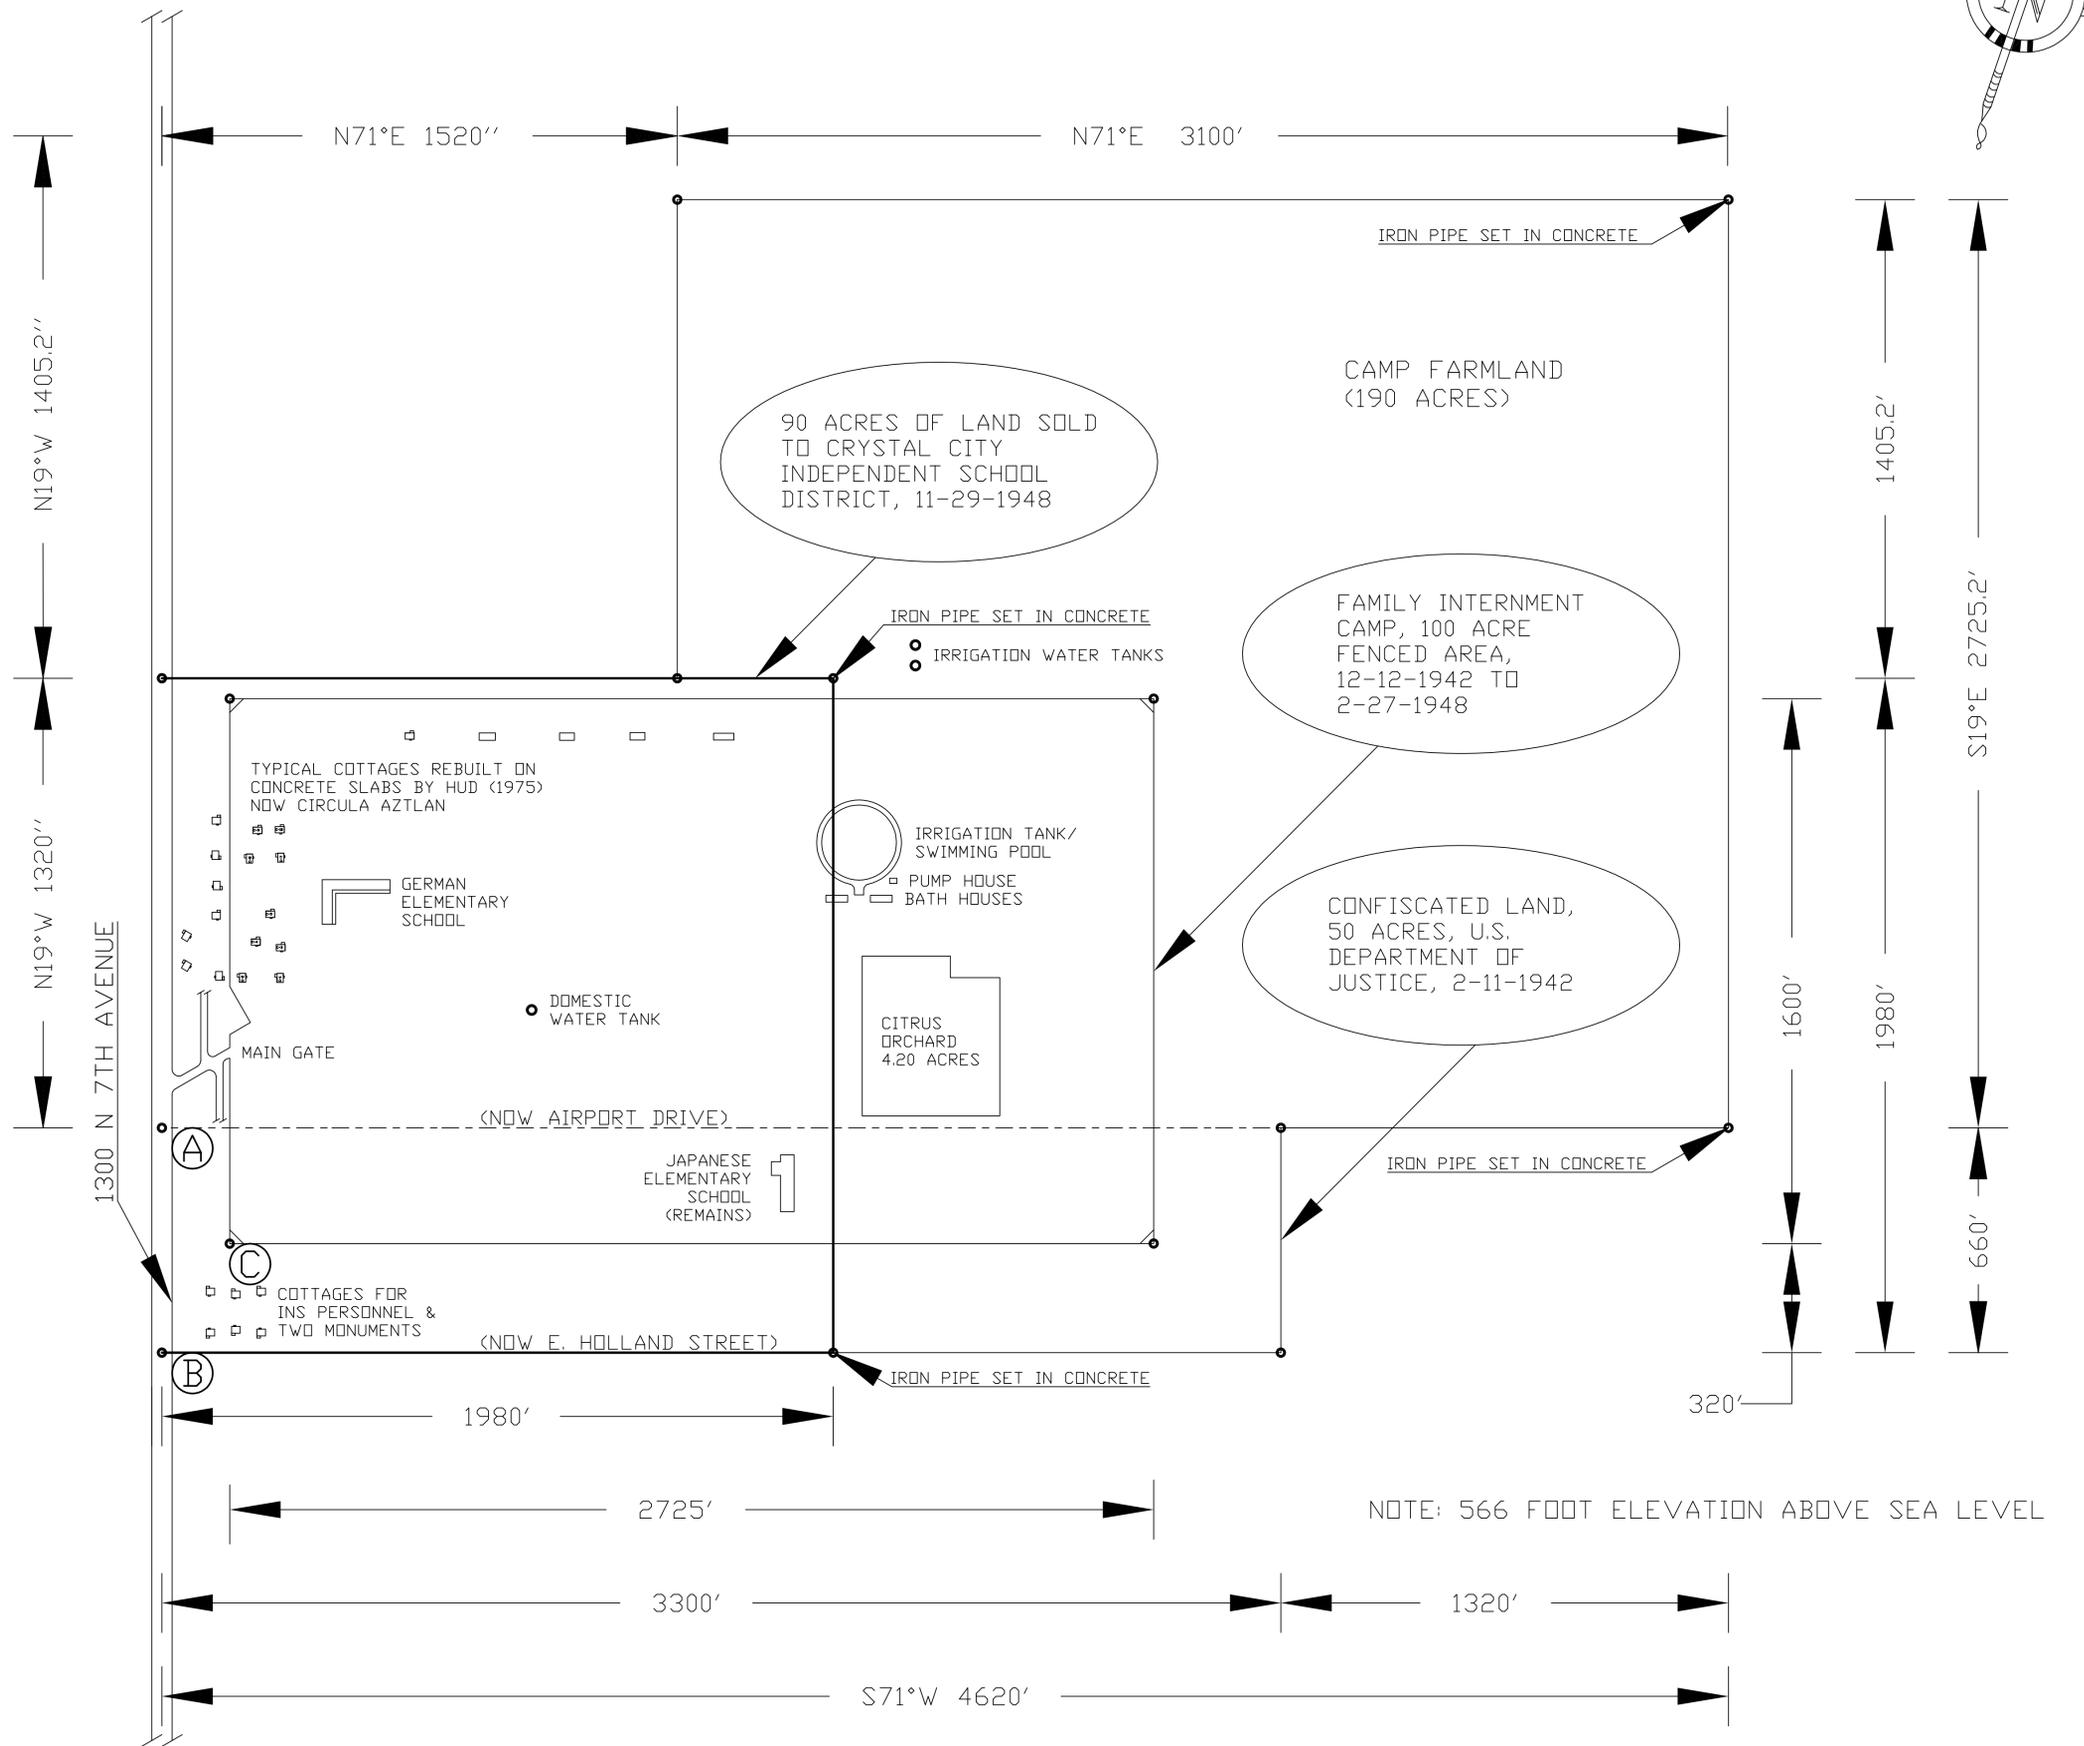 N
N71°E 1520''
N71°E 3100'
IRON PIPE SET IN CONCRETE
N19°W 1405.2''
CAMP FARMLAND
(190 ACRES)
1405.2'
90 ACRES OF LAND SOLD
TO CRYSTAL CITY
INDEPENDENT SCHOOL
DISTRICT, 11-29-1948
S19°E 2725.2'
FAMILY INTERNMENT
CAMP, 100 ACRE
FENCED AREA,
12-12-1942 TO
2-27-1948
IRON PIPE SET IN CONCRETE
IRRIGATION WATER TANKS
TYPICAL COTTAGES REBUILT ON
CONCRETE SLABS BY HUD (1975)
NOW CIRCULA AZTLAN
N19°W 1320''
IRRIGATION TANK/
SWIMMING POOL
PUMP HOUSE
BATH HOUSES
GERMAN
ELEMENTARY
SCHOOL
CONFISCATED LAND,
50 ACRES, U.S.
DEPARTMENT OF
JUSTICE, 2-11-1942
1300 N 7TH AVENUE
DOMESTIC
WATER TANK
1600'
1980'
CITRUS
ORCHARD
4.20 ACRES
MAIN GATE
(NOW AIRPORT DRIVE)
A
JAPANESE
ELEMENTARY
SCHOOL
(REMAINS)
IRON PIPE SET IN CONCRETE
660'
C
COTTAGES FOR
INS PERSONNEL &
TWO MONUMENTS
(NOW E. HOLLAND STREET)
B
IRON PIPE SET IN CONCRETE
320'
1980'
2725'
NOTE: 566 FOOT ELEVATION ABOVE SEA LEVEL
3300'
1320'
S71°W 4620'